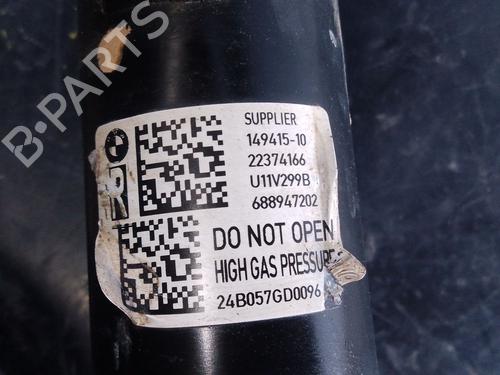 B-PARTS
SUPPLIER
149415-10
22374166
U11V299B
688947202
R
DO NOT OPEN
HIGH GAS PRESSURE
24B057GD0096